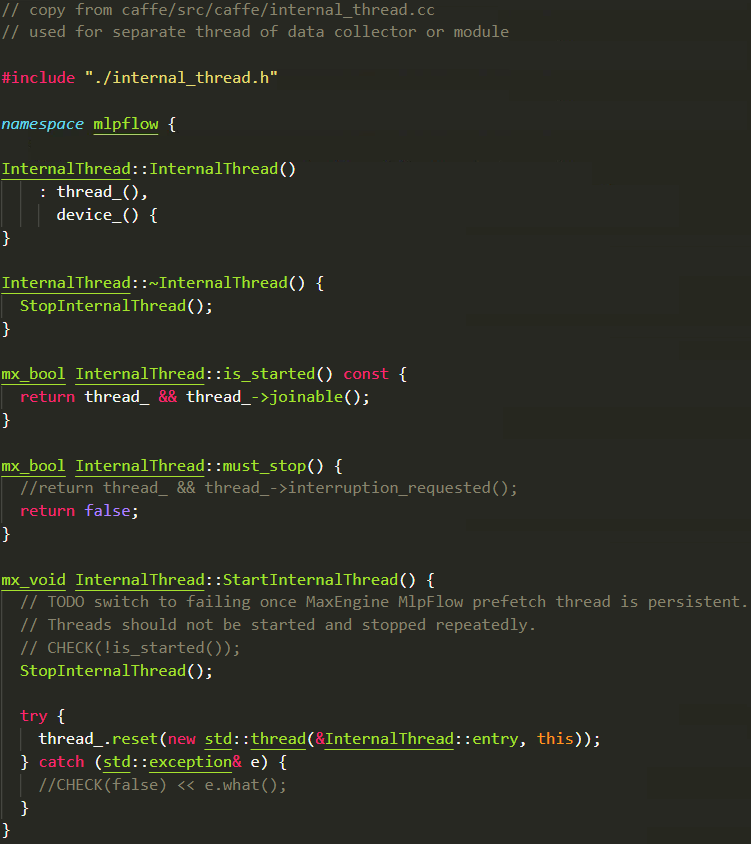 // copy from caffe/src/caffe/internal_thread.cc
// used for separate thread of data collector or module
#include "./internal_thread.h"
namespace mlpflow {
InternalThread::InternalThread()
: thread_(),
device_() {
}
InternalThread::~InternalThread() {
StopInternalThread();
}
mx_bool InternalThread::is_started() const {
return thread_ && thread_->joinable();
}
mx_bool InternalThread::must_stop() {
//return thread_ && thread_->interruption_requested();
return false;
}
mx_void InternalThread::StartInternalThread() {
// TODO switch to failing once MaxEngine MlpFlow prefetch thread is persistent.
// Threads should not be started and stopped repeatedly.
// CHECK(!is_started());
StopInternalThread();
try {
thread_.reset(new std::thread(&InternalThread::entry, this));
} catch (std::exception& e) {
//CHECK(false) << e.what();
}
}